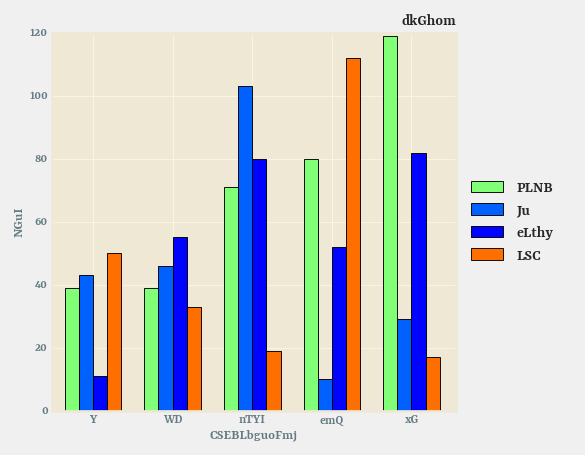 dkGhom
120
100
80
60
40
20
0
NGuI
Y WD nTYI emQ xG
CSEBLbguoFmj
PLNB
Ju
eLthy
LSC